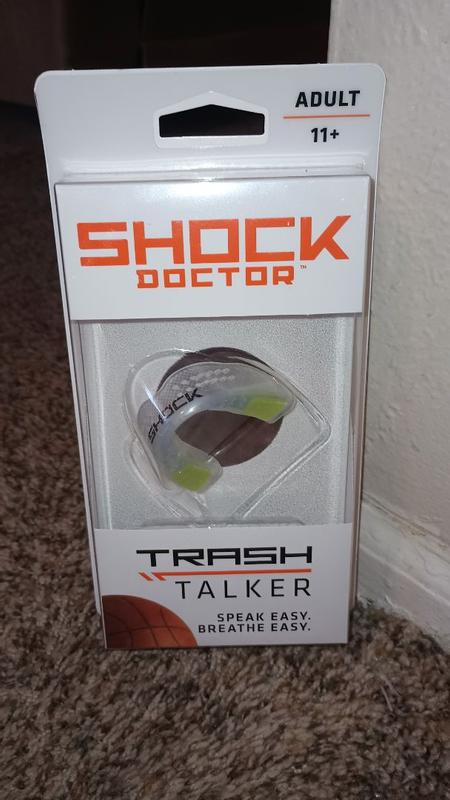 ADULT
11+
SHOCK
DOCTOR™
SHOCK
TRASH
TALKER
SPEAK EASY.
BREATHE EASY.